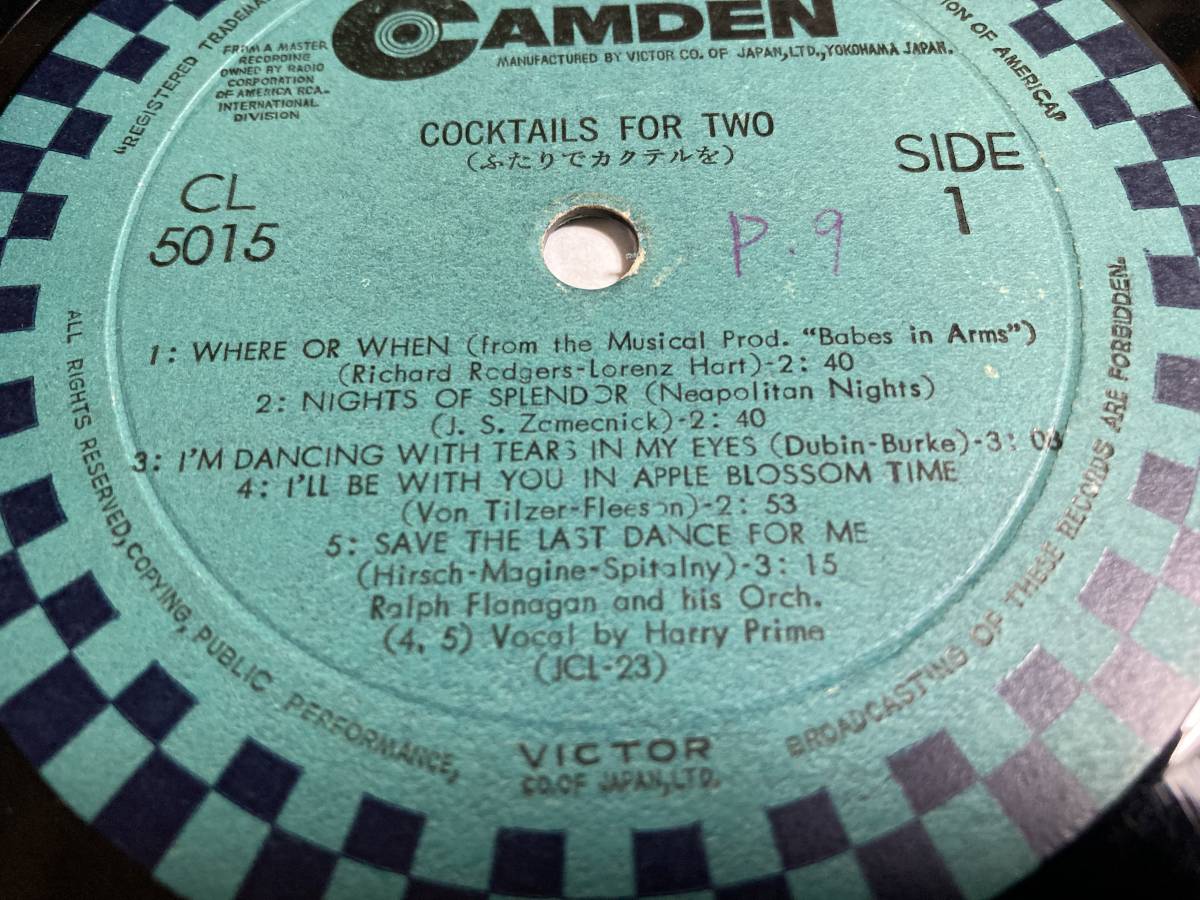 CAMDEN
MANUFACTURED BY VICTOR CO. OF JAPAN, LTD., YOKOHAMA JAPAN.
"REGISTERED TRADEMA
ION OF AMERICA"
FROM A MASTER
RECORDING
OWNED BY RADIO
CORPORATION
OF AMERICA RCA-
INTERNATIONAL
DIVISION
COCKTAILS FOR TWO
(ふたりでカクテルを)
CL
5015
SIDE
1
P. 9
1: WHERE OR WHEN (from the Musical Prod. "Babes in Arms")
(Richard Rodgers-Lorenz Hart)-2: 40
2: NIGHTS OF SPLENDOR (Neapolitan Nights)
(J. S. Zamecnick)-2: 40
3: I'M DANCING WITH TEARS IN MY EYES (Dubin-Burke)-3: 08
4: I'LL BE WITH YOU IN APPLE BLOSSOM TIME
(Von Tilzer-Fleeson)-2: 53
5: SAVE THE LAST DANCE FOR ME
(Hirsch-Magine-Spitalny)-3: 15
Ralph Flanagan and his Orch.
(4, 5) Vocal by Harry Prime
(JCL-23)
ALL RIGHTS RESERVED, COPYING, PUBLIC PERFORMANCE,
BROADCASTING OF THESE RECORDS ARE FORBIDDEN.
VICTOR
CO. OF JAPAN, LTD.